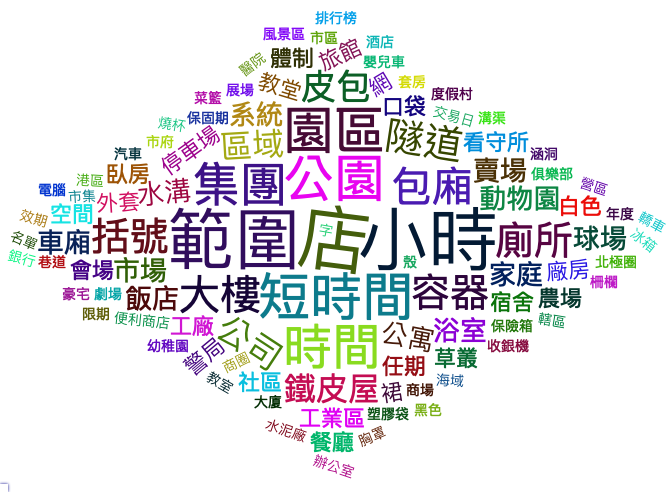 排行榜
風景區 市區 酒店
醫院 體制 旅館 嬰兒車
菜籃 展場 教堂 皮包 網 套房 度假村
保固期 系統 園區 口袋 交易日 溝渠
燒杯 停車場 區域 隧道 看守所
市府 涵洞
汽車 臥房 集團 公園 包廂 賣場 俱樂部
港區 水溝 動物園 營區
電腦 市集 外套 白色
效期 空間 範圍 店 小時 年度 轎車
名單 車廂 括號 字 廁所 球場 冰箱
銀行 巷道 會場 市場 殼 家庭 廠房 北極圈
大樓 短時間 容器 柵欄
豪宅 劇場 飯店 宿舍 農場
限期 便利商店 工廠 公司 時間 公寓 浴室 保險箱 轄區
幼稚園 警局 商圈 草叢 收銀機
教室 社區 鐵皮屋 任期 海域
大廈 裙 商場
工業區 塑膠袋 黑色
水泥廠 餐廳 胸罩
辦公室